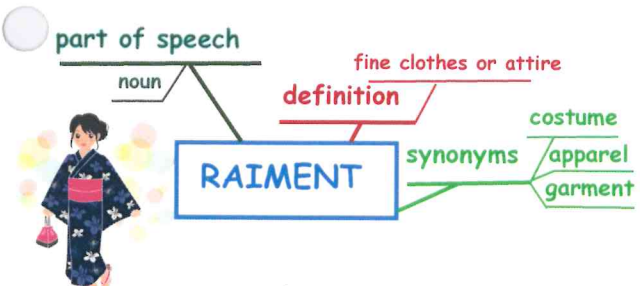 part of speech
noun
definition
fine clothes or attire
RAIMENT
synonyms
costume
apparel
garment